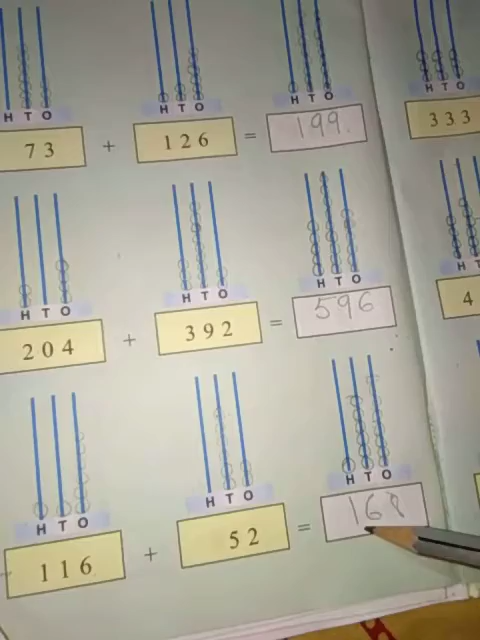 H T O H T O H T O H T O
73 + 126 = 199. 333
H T O H T O H T O H T
204 + 392 = 596 4
H T O H T O H T O
116 + 52 = 168